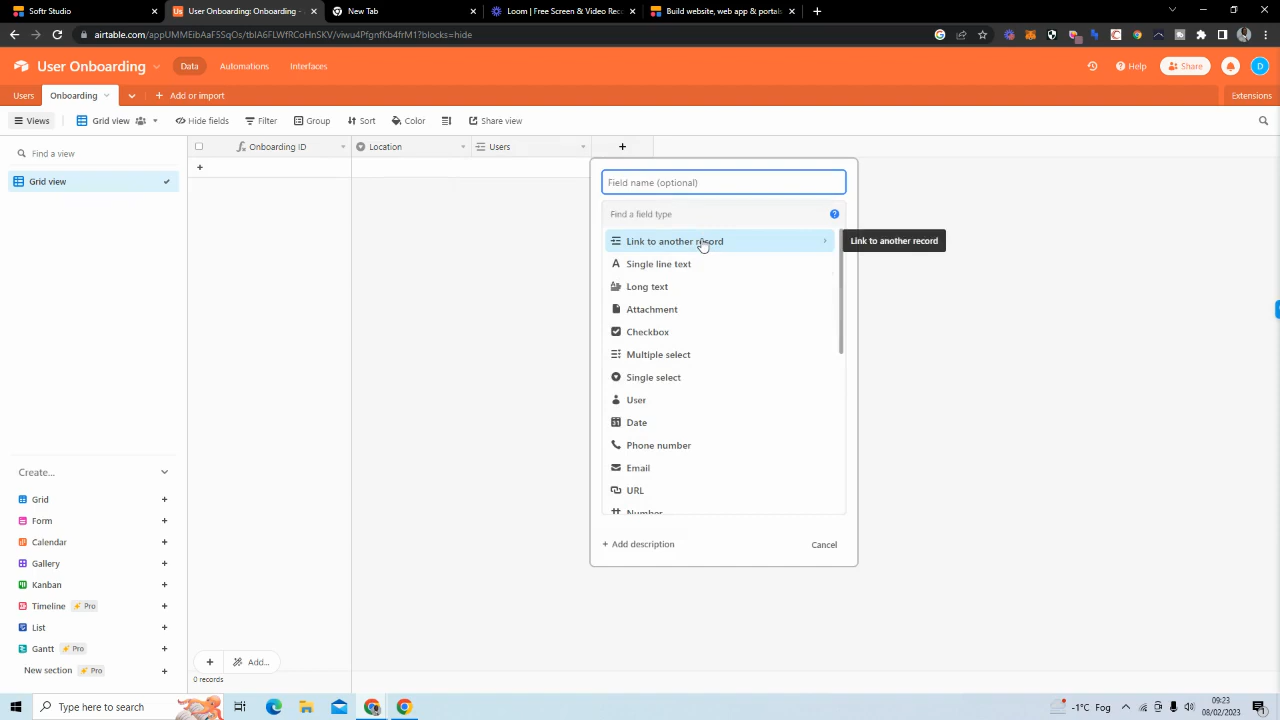 Softr Studio
User Onboarding: Onboarding -
New Tab
Loom | Free Screen & Video Reco
Build website, web app & portals
airtable.com/appUMMEibAaF5SqOs/tblA6FLWfRCoHnSKV/viwu4PfgnfKb4frM1?blocks=hide
User Onboarding
Data
Automations
Interfaces
Help
Share
D
Users
Onboarding
Add or import
Extensions
Views
Grid view
Hide fields
Filter
Group
Sort
Color
Share view
Find a view
Onboarding ID
Location
Users
Grid view
Field name (optional)
Find a field type
Link to another record
Link to another record
Single line text
Long text
Attachment
Checkbox
Multiple select
Single select
User
Date
Phone number
Email
URL
Number
+ Add description
Cancel
Create...
Grid
Form
Calendar
Gallery
Kanban
Timeline Pro
List
Gantt Pro
New section Pro
Add...
0 records
Type here to search
-1°C Fog
09:23
08/02/2023